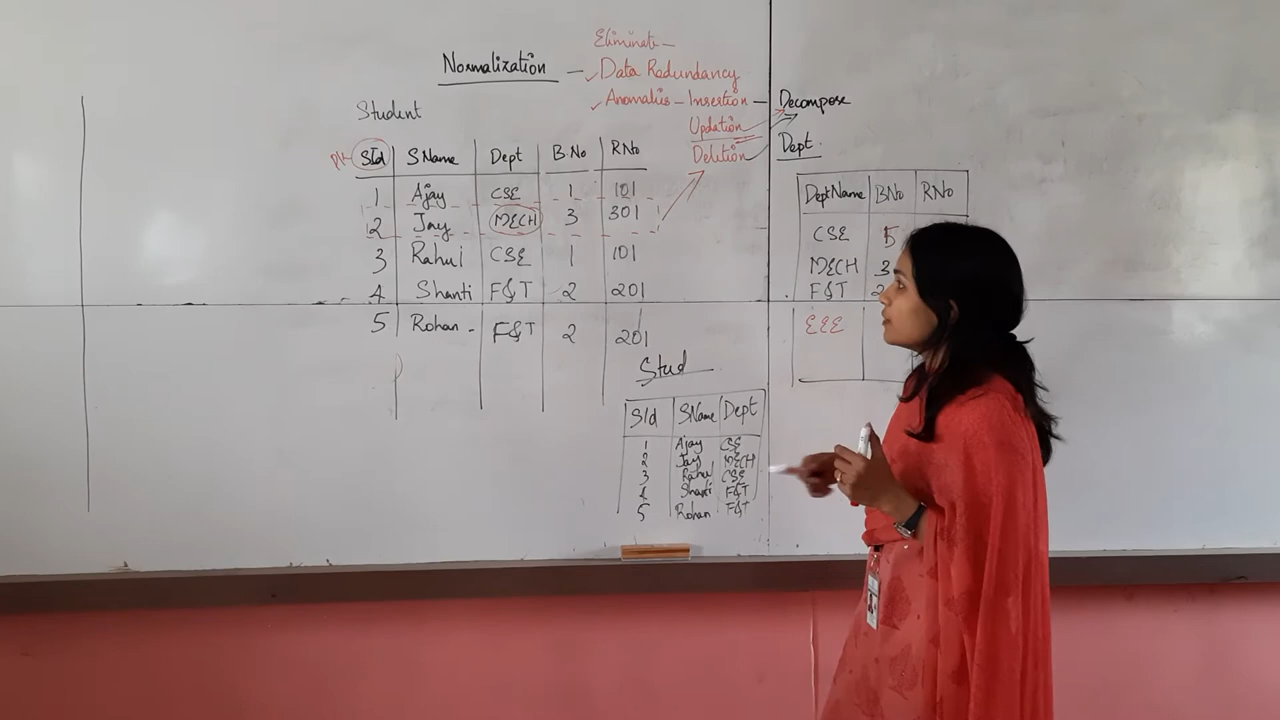 Eliminate -
Normalization - ✓ Data Redundancy
✓ Anomalies - Insertion - Decompose
Updation
Deletion
Student
PK SId SName Dept B.No RNo
1 Ajay CSE 1 101
2 Jay MECH 3 301
3 Rahul CSE 1 101
4 Shanti F&T 2 201
5 Rohan F&T 2 201
Dept
DeptName BNo RNo
CSE 5
MECH 3
F&T 2
EEE
Stud
SId SName Dept
1 Ajay CSE
2 Jay MECH
3 Rahul CSE
4 Shanti F&T
5 Rohan F&T